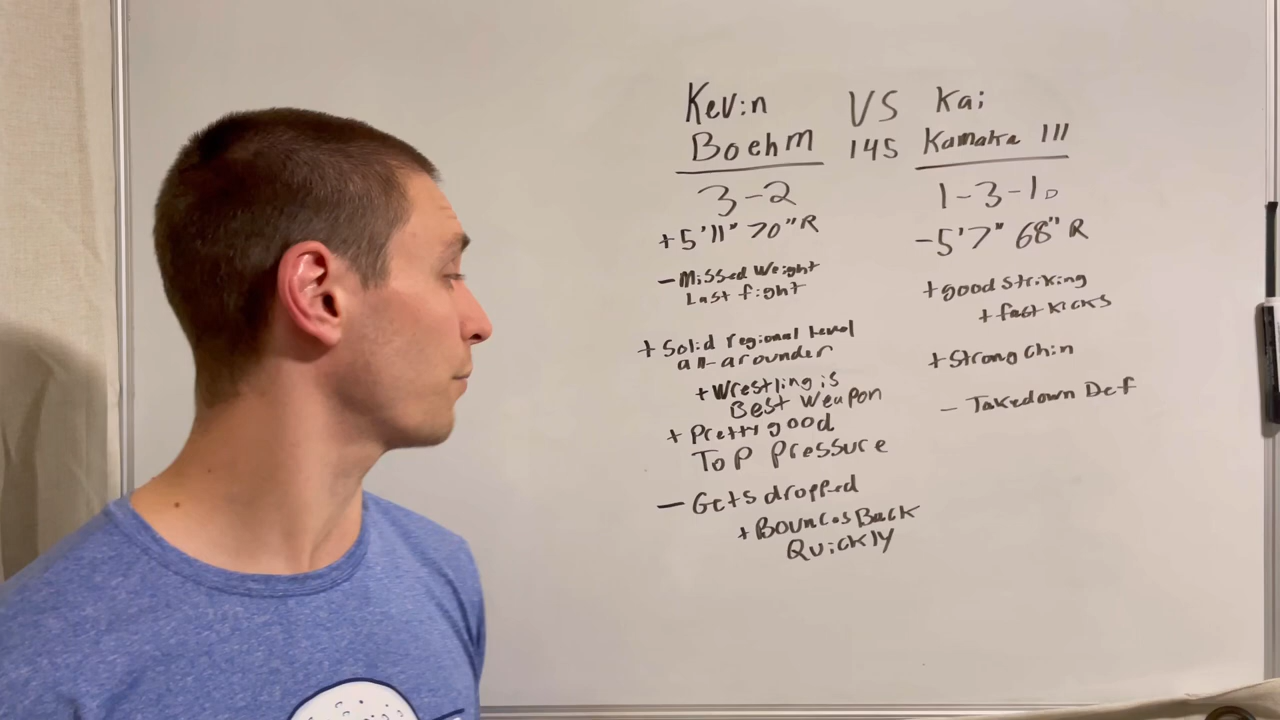 Kevin VS Kai
Boehm 145 Kamaka III
3-2
+5'11" 70"R
- Missed Weight
Last fight
+ Solid regional level
all-arounder
+Wrestling is
Best Weapon
+ Pretty good
Top Pressure
- Gets dropped
+Bounces Back
Quickly
1-3-1D
-5'7" 68"R
+good striking
+fast Kicks
+Strong Chin
- Takedown Def